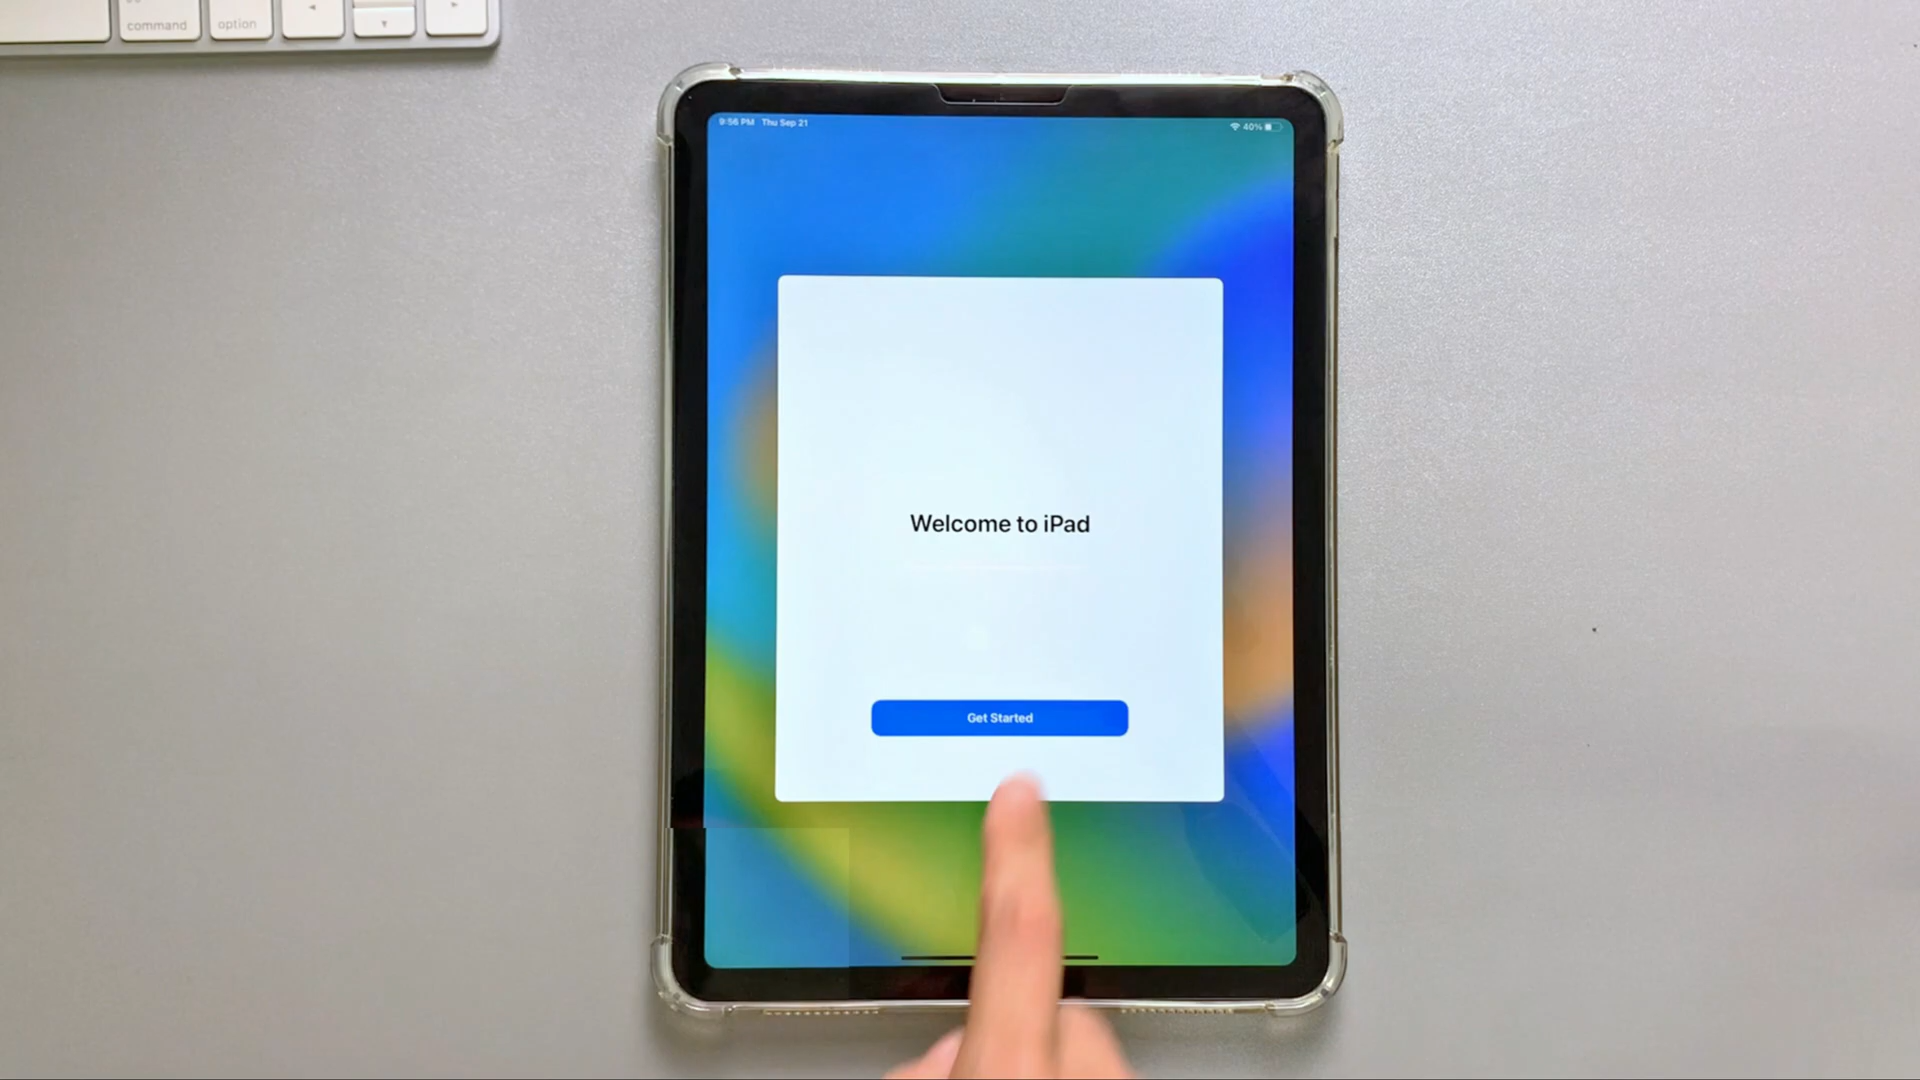 command
option
9:56 PM Thu Sep 21
40%
Welcome to iPad
Get Started